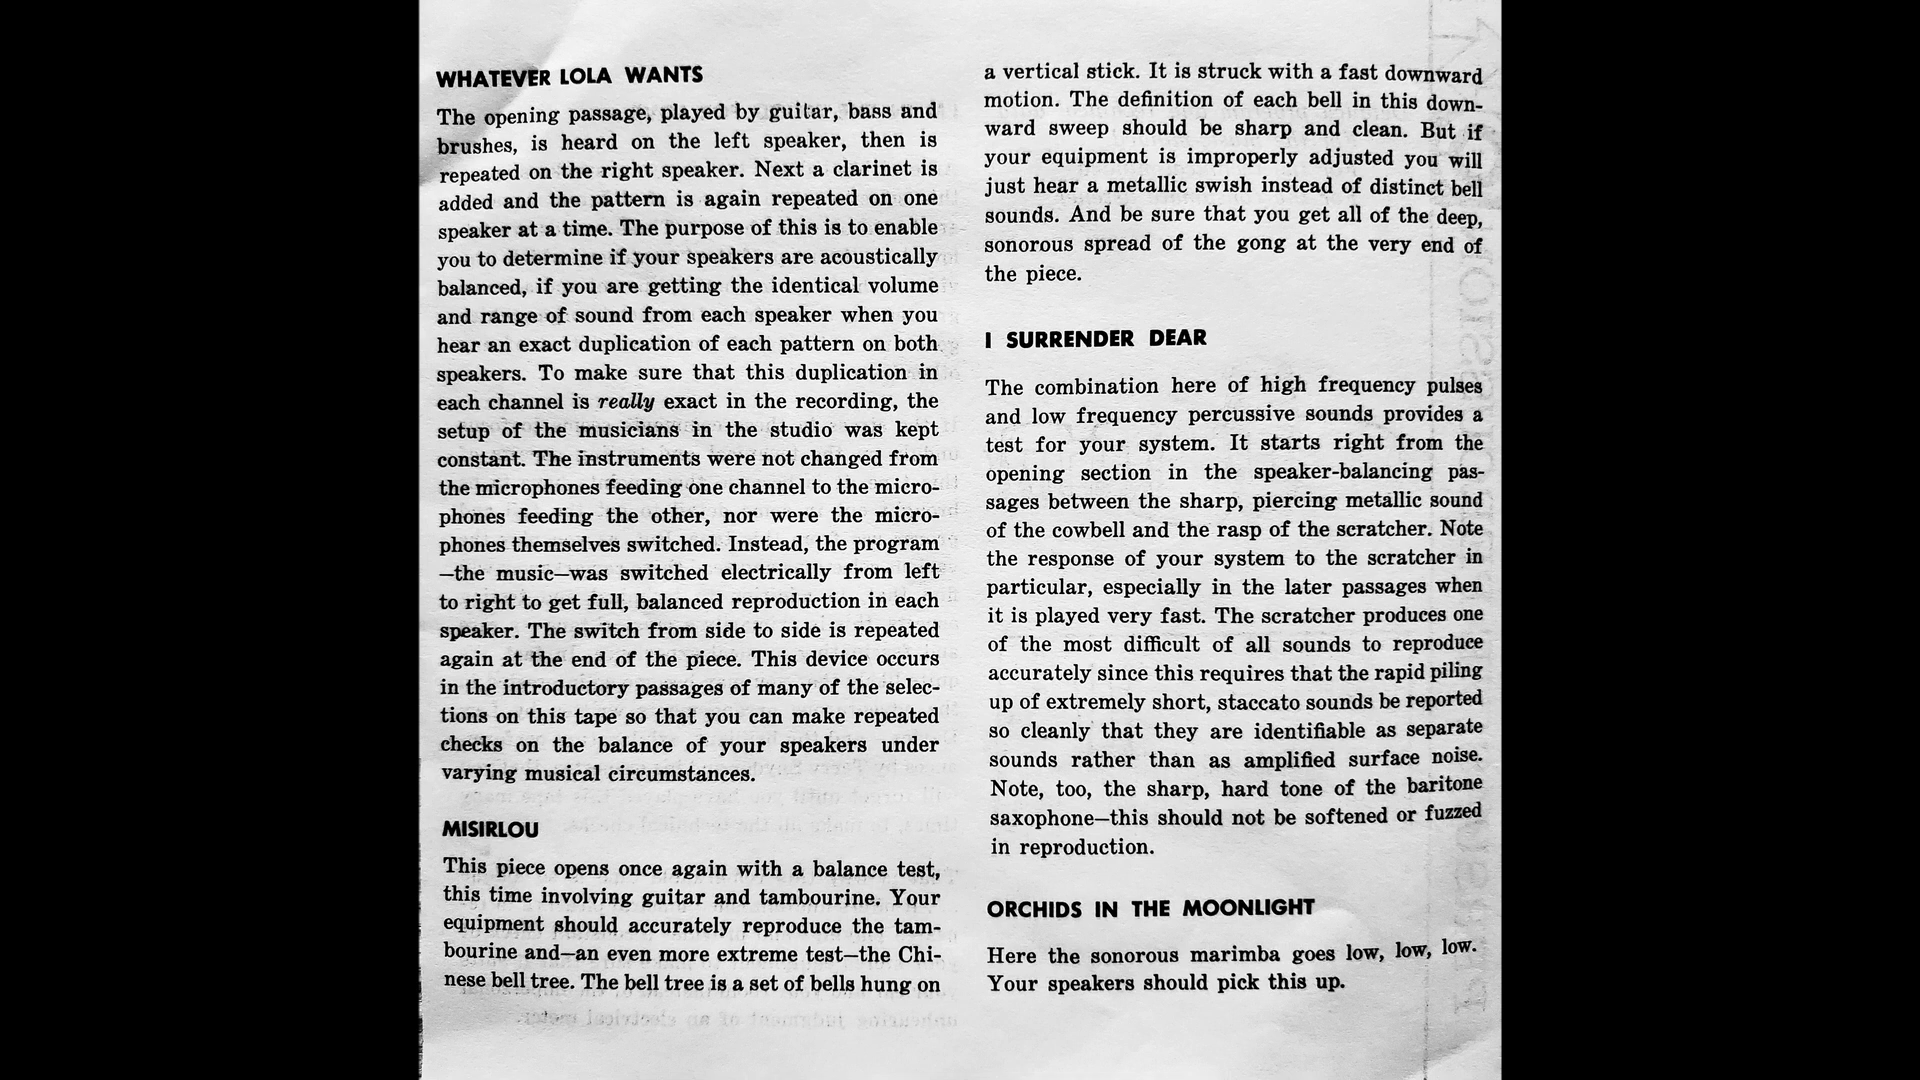 WHATEVER LOLA WANTS
The opening passage, played by guitar, bass and
brushes, is heard on the left speaker, then is
repeated on the right speaker. Next a clarinet is
added and the pattern is again repeated on one
speaker at a time. The purpose of this is to enable
you to determine if your speakers are acoustically
balanced, if you are getting the identical volume
and range of sound from each speaker when you
hear an exact duplication of each pattern on both
speakers. To make sure that this duplication in
each channel is really exact in the recording, the
setup of the musicians in the studio was kept
constant. The instruments were not changed from
the microphones feeding one channel to the micro-
phones feeding the other, nor were the micro-
phones themselves switched. Instead, the program
—the music—was switched electrically from left
to right to get full, balanced reproduction in each
speaker. The switch from side to side is repeated
again at the end of the piece. This device occurs
in the introductory passages of many of the selec-
tions on this tape so that you can make repeated
checks on the balance of your speakers under
varying musical circumstances.
MISIRLOU
This piece opens once again with a balance test,
this time involving guitar and tambourine. Your
equipment should accurately reproduce the tam-
bourine and—an even more extreme test—the Chi-
nese bell tree. The bell tree is a set of bells hung on
a vertical stick. It is struck with a fast downward
motion. The definition of each bell in this down-
ward sweep should be sharp and clean. But if
your equipment is improperly adjusted you will
just hear a metallic swish instead of distinct bell
sounds. And be sure that you get all of the deep,
sonorous spread of the gong at the very end of
the piece.
I SURRENDER DEAR
The combination here of high frequency pulses
and low frequency percussive sounds provides a
test for your system. It starts right from the
opening section in the speaker-balancing pas-
sages between the sharp, piercing metallic sound
of the cowbell and the rasp of the scratcher. Note
the response of your system to the scratcher in
particular, especially in the later passages when
it is played very fast. The scratcher produces one
of the most difficult of all sounds to reproduce
accurately since this requires that the rapid piling
up of extremely short, staccato sounds be reported
so cleanly that they are identifiable as separate
sounds rather than as amplified surface noise.
Note, too, the sharp, hard tone of the baritone
saxophone—this should not be softened or fuzzed
in reproduction.
ORCHIDS IN THE MOONLIGHT
Here the sonorous marimba goes low, low, low.
Your speakers should pick this up.